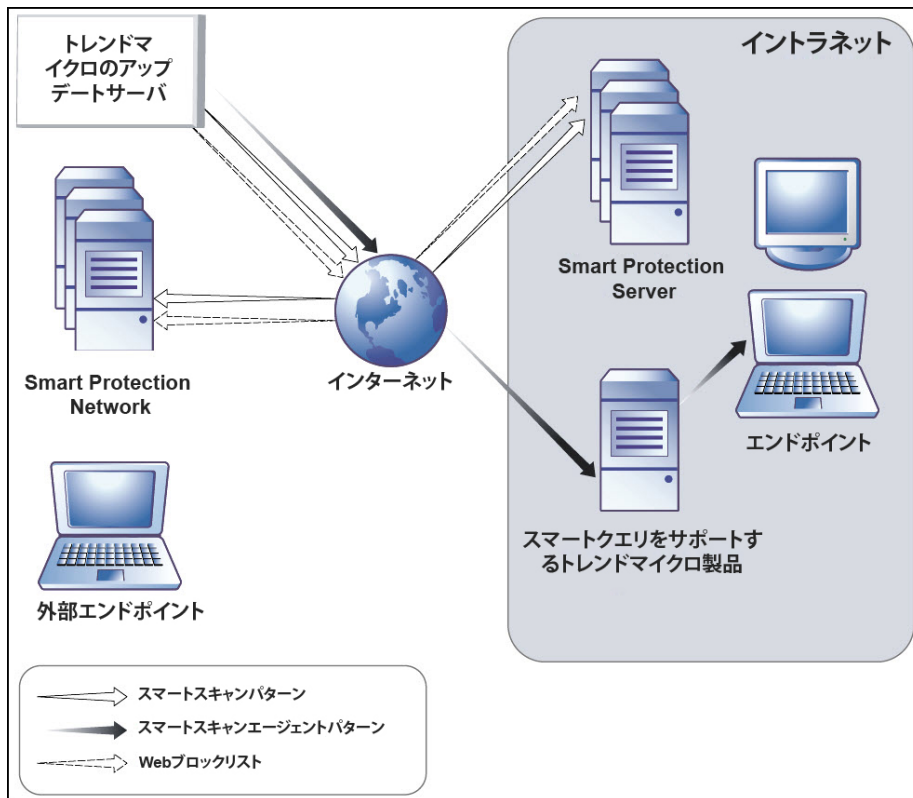 トレンドマ
イクロのアップ
デートサーバ
イントラネット
Smart Protection
Server
インターネット
Smart Protection
Network
エンドポイント
スマートクエリをサポートす
るトレンドマイクロ製品
外部エンドポイント
スマートスキャンパターン
スマートスキャンエージェントパターン
Webブロックリスト